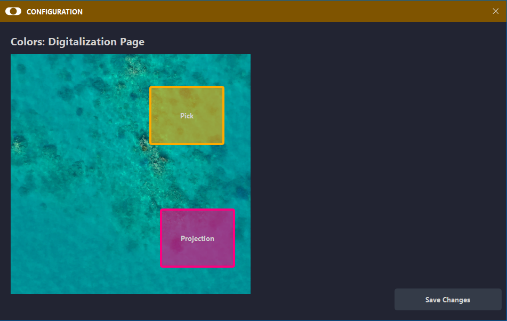 CONFIGURATION
Colors: Digitalization Page
Pick
Projection
Save Changes